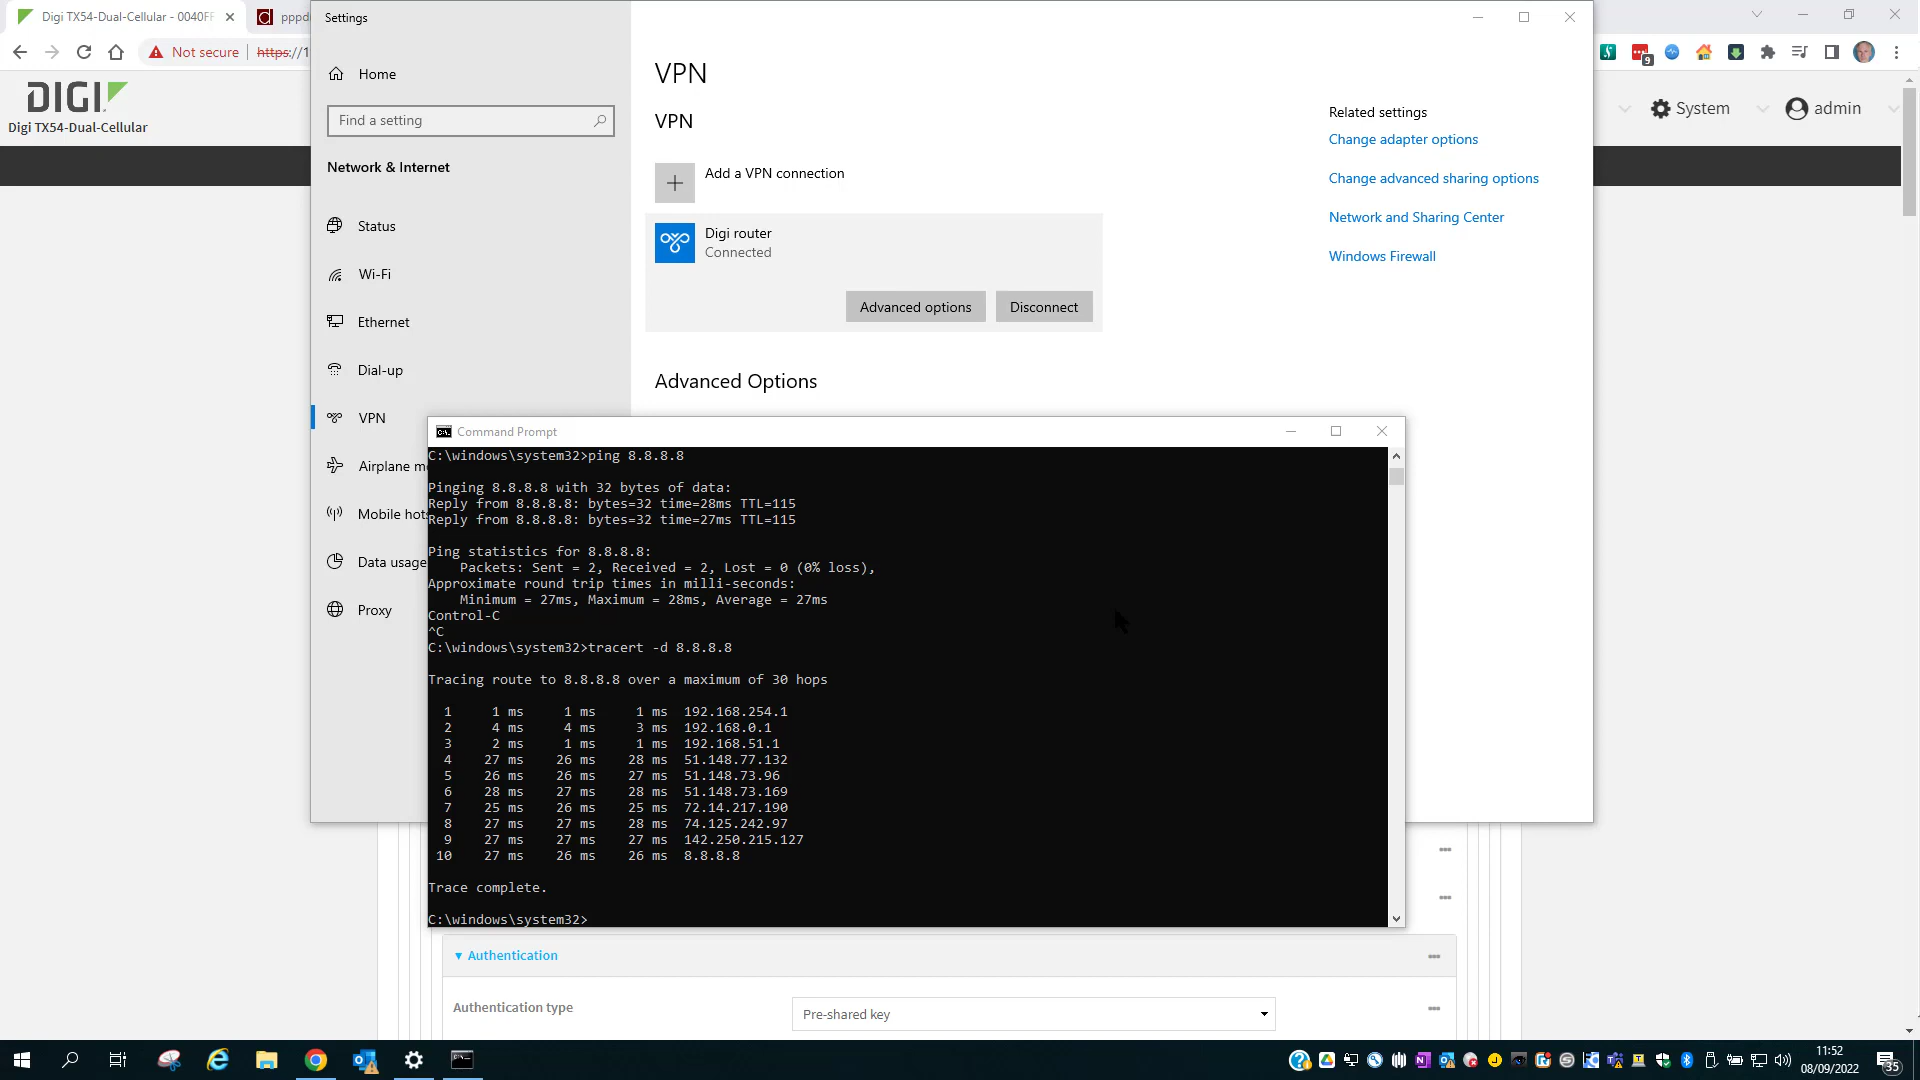 Digi TX54-Dual-Cellular - 0040FF
Not secure
https://1
DIGI
Digi TX54-Dual-Cellular
System
admin
9
Settings
Home
Find a setting
Network & Internet
Status
Wi-Fi
Ethernet
Dial-up
VPN
Airplane m
Mobile hots
Data usage
Proxy
VPN
VPN
Add a VPN connection
Digi router
Connected
Advanced options
Disconnect
Advanced Options
Related settings
Change adapter options
Change advanced sharing options
Network and Sharing Center
Windows Firewall
Command Prompt
C:\windows\system32>ping 8.8.8.8
Pinging 8.8.8.8 with 32 bytes of data:
Reply from 8.8.8.8: bytes=32 time=28ms TTL=115
Reply from 8.8.8.8: bytes=32 time=27ms TTL=115
Ping statistics for 8.8.8.8:
Packets: Sent = 2, Received = 2, Lost = 0 (0% loss),
Approximate round trip times in milli-seconds:
Minimum = 27ms, Maximum = 28ms, Average = 27ms
Control-C
^C
C:\windows\system32>tracert -d 8.8.8.8
Tracing route to 8.8.8.8 over a maximum of 30 hops
1 1 ms 1 ms 1 ms 192.168.254.1
2 4 ms 4 ms 3 ms 192.168.0.1
3 2 ms 1 ms 1 ms 192.168.51.1
4 27 ms 26 ms 28 ms 51.148.77.132
5 26 ms 26 ms 27 ms 51.148.73.96
6 28 ms 27 ms 28 ms 51.148.73.169
7 25 ms 26 ms 25 ms 72.14.217.190
8 27 ms 27 ms 28 ms 74.125.242.97
9 27 ms 27 ms 27 ms 142.250.215.127
10 27 ms 26 ms 26 ms 8.8.8.8
Trace complete.
C:\windows\system32>
Authentication
Authentication type
Pre-shared key
11:52
08/09/2022
35